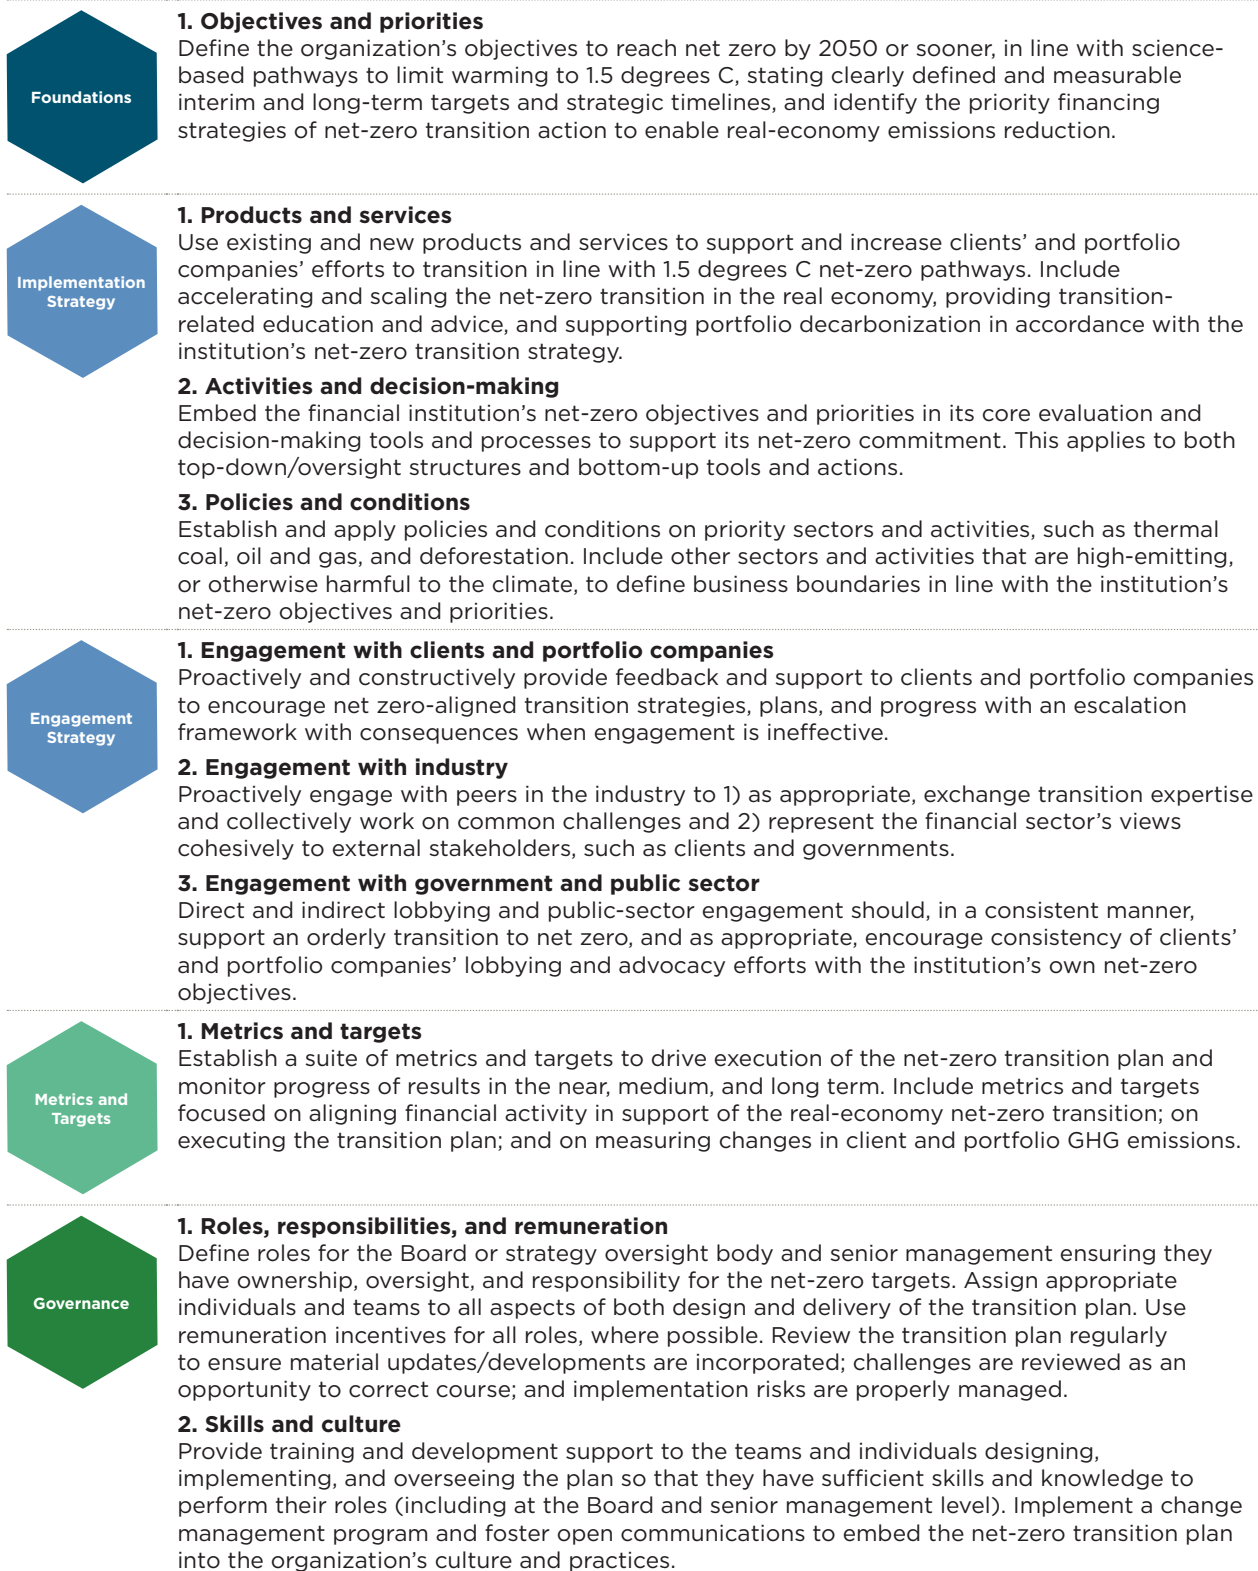 Foundations
1. Objectives and priorities
Define the organization’s objectives to reach net zero by 2050 or sooner, in line with science-
based pathways to limit warming to 1.5 degrees C, stating clearly defined and measurable
interim and long-term targets and strategic timelines, and identify the priority financing
strategies of net-zero transition action to enable real-economy emissions reduction.
Implementation
Strategy
1. Products and services
Use existing and new products and services to support and increase clients’ and portfolio
companies’ efforts to transition in line with 1.5 degrees C net-zero pathways. Include
accelerating and scaling the net-zero transition in the real economy, providing transition-
related education and advice, and supporting portfolio decarbonization in accordance with the
institution’s net-zero transition strategy.
2. Activities and decision-making
Embed the financial institution’s net-zero objectives and priorities in its core evaluation and
decision-making tools and processes to support its net-zero commitment. This applies to both
top-down/oversight structures and bottom-up tools and actions.
3. Policies and conditions
Establish and apply policies and conditions on priority sectors and activities, such as thermal
coal, oil and gas, and deforestation. Include other sectors and activities that are high-emitting,
or otherwise harmful to the climate, to define business boundaries in line with the institution’s
net-zero objectives and priorities.
Engagement
Strategy
1. Engagement with clients and portfolio companies
Proactively and constructively provide feedback and support to clients and portfolio companies
to encourage net zero-aligned transition strategies, plans, and progress with an escalation
framework with consequences when engagement is ineffective.
2. Engagement with industry
Proactively engage with peers in the industry to 1) as appropriate, exchange transition expertise
and collectively work on common challenges and 2) represent the financial sector’s views
cohesively to external stakeholders, such as clients and governments.
3. Engagement with government and public sector
Direct and indirect lobbying and public-sector engagement should, in a consistent manner,
support an orderly transition to net zero, and as appropriate, encourage consistency of clients’
and portfolio companies’ lobbying and advocacy efforts with the institution’s own net-zero
objectives.
Metrics and
Targets
1. Metrics and targets
Establish a suite of metrics and targets to drive execution of the net-zero transition plan and
monitor progress of results in the near, medium, and long term. Include metrics and targets
focused on aligning financial activity in support of the real-economy net-zero transition; on
executing the transition plan; and on measuring changes in client and portfolio GHG emissions.
Governance
1. Roles, responsibilities, and remuneration
Define roles for the Board or strategy oversight body and senior management ensuring they
have ownership, oversight, and responsibility for the net-zero targets. Assign appropriate
individuals and teams to all aspects of both design and delivery of the transition plan. Use
remuneration incentives for all roles, where possible. Review the transition plan regularly
to ensure material updates/developments are incorporated; challenges are reviewed as an
opportunity to correct course; and implementation risks are properly managed.
2. Skills and culture
Provide training and development support to the teams and individuals designing,
implementing, and overseeing the plan so that they have sufficient skills and knowledge to
perform their roles (including at the Board and senior management level). Implement a change
management program and foster open communications to embed the net-zero transition plan
into the organization’s culture and practices.